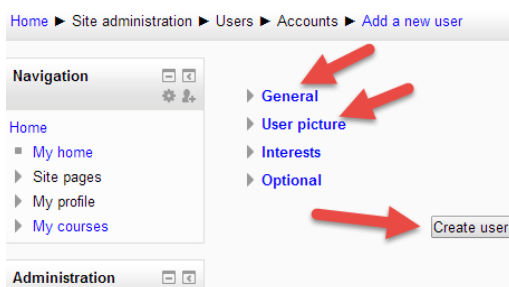 Home ► Site administration ► Users ► Accounts ► Add a new user
Navigation
Home
My home
Site pages
My profile
My courses
Administration
General
User picture
Interests
Optional
Create user